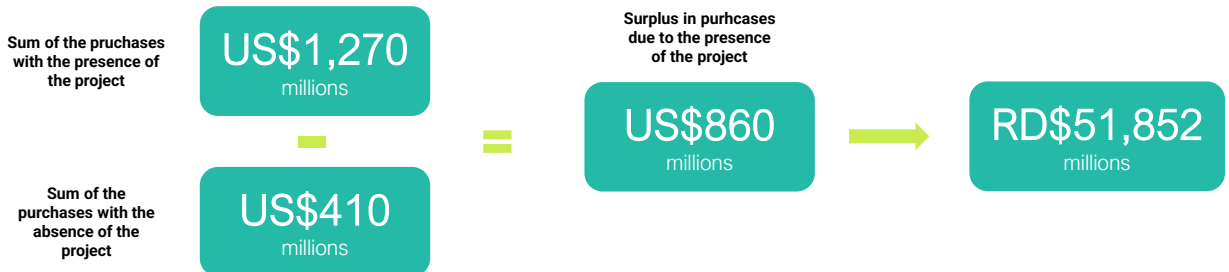 Sum of the pruchases
with the presence of
the project
US$1,270
millions
Sum of the
purchases with the
absence of the
project
US$410
millions
Surplus in purhcases
due to the presence
of the project
US$860
millions
RD$51,852
millions